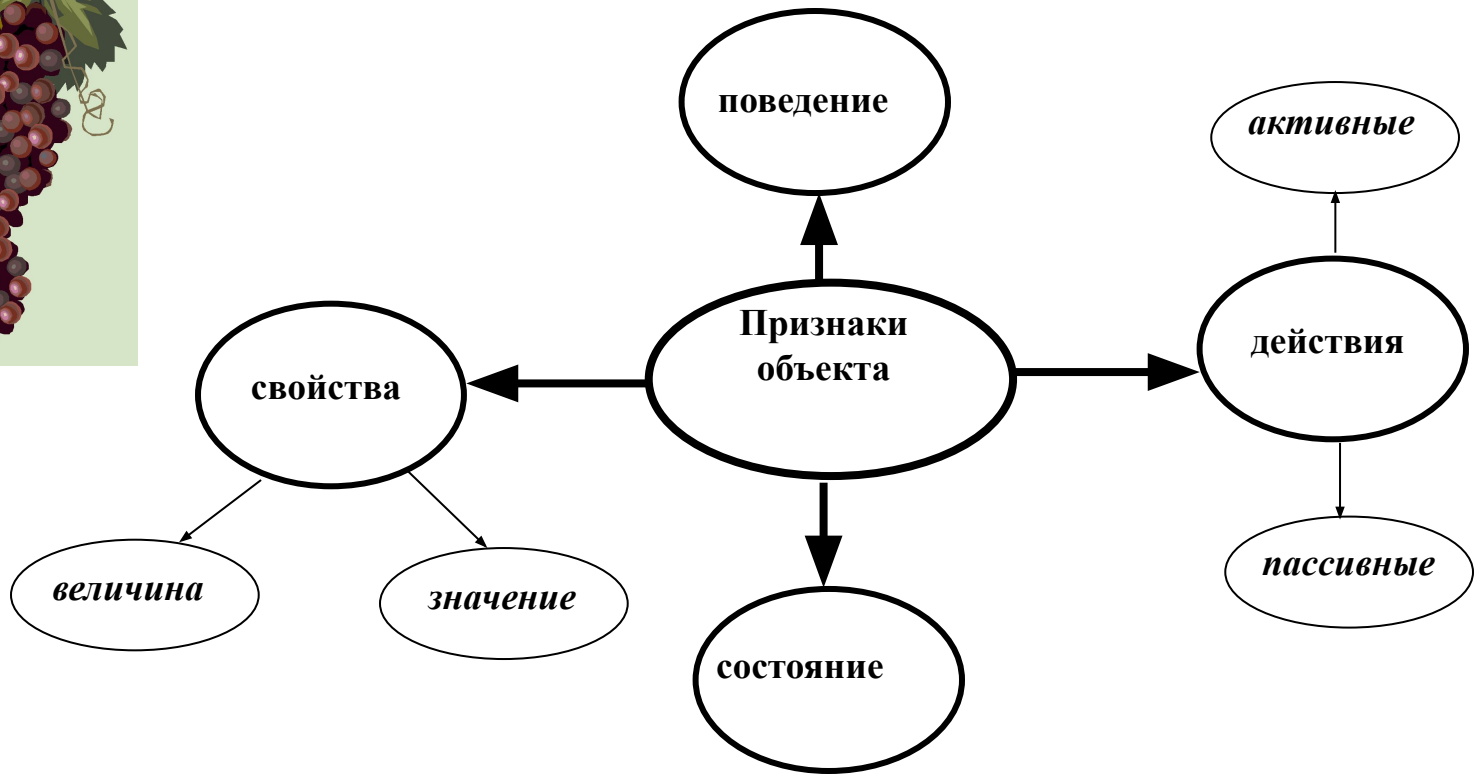 поведение
активные
Признаки
объекта
действия
свойства
величина
значение
пассивные
состояние